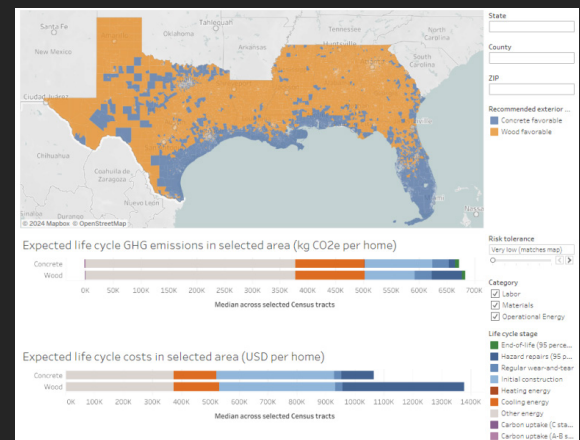 Santa Fe
Oklahoma
Tennessee
North
Carolina
New Mexico
Arkansas
Huntsville
South
Carolina
Ciudad Juárez
Chihuahua
Coahuila de
Zaragoza
Nuevo León
Durango
© 2024 Mapbox © OpenStreetMap
State
County
ZIP
Recommended exterior ...
Concrete favorable
Wood favorable
Expected life cycle GHG emissions in selected area (kg CO2e per home)
Concrete
Wood
0K 50K 100K 150K 200K 250K 300K 350K 400K 450K 500K 550K 600K 650K 700K
Median across selected Census tracts
Expected life cycle costs in selected area (USD per home)
Concrete
Wood
0K 100K 200K 300K 400K 500K 600K 700K 800K 900K 1000K 1100K 1200K 1300K 1400K
Median across selected Census tracts
Risk tolerance
Very low (matches map)
Category
Labor
Materials
Operational Energy
Life cycle stage
End-of-life (95 perce...
Hazard repairs (95 p...
Regular wear-and-tear
Initial construction
Heating energy
Cooling energy
Other energy
Carbon uptake (C sta...
Carbon uptake (A-B s...